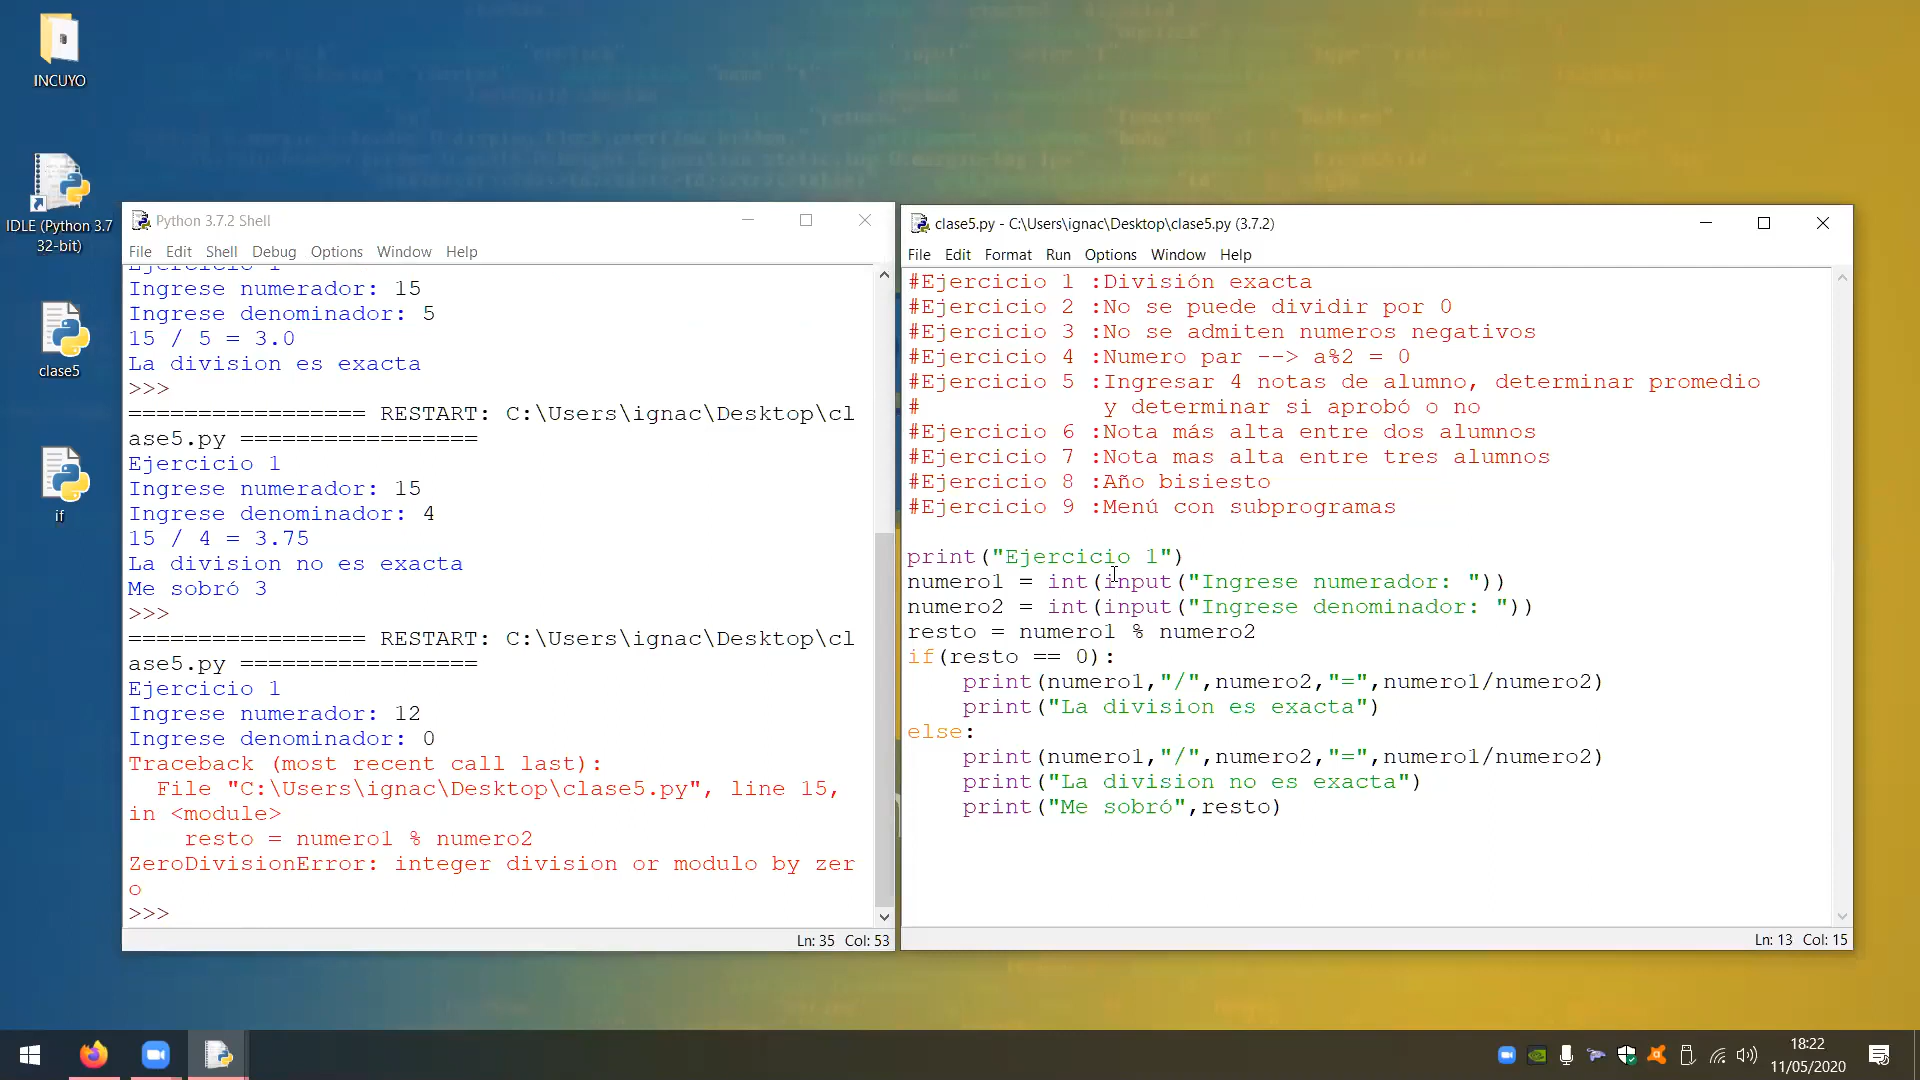 INCUYO
IDLE (Python 3.7
32-bit)
clase5
if
Python 3.7.2 Shell
File Edit Shell Debug Options Window Help
Ejercicio 1
Ingrese numerador: 15
Ingrese denominador: 5
15 / 5 = 3.0
La division es exacta
>>>
================= RESTART: C:\Users\ignac\Desktop\cl
ase5.py =================
Ejercicio 1
Ingrese numerador: 15
Ingrese denominador: 4
15 / 4 = 3.75
La division no es exacta
Me sobró 3
>>>
================= RESTART: C:\Users\ignac\Desktop\cl
ase5.py =================
Ejercicio 1
Ingrese numerador: 12
Ingrese denominador: 0
Traceback (most recent call last):
  File "C:\Users\ignac\Desktop\clase5.py", line 15,
in <module>
    resto = numero1 % numero2
ZeroDivisionError: integer division or modulo by zer
o
>>>
Ln: 35 Col: 53
clase5.py - C:\Users\ignac\Desktop\clase5.py (3.7.2)
File Edit Format Run Options Window Help
#Ejercicio 1 :División exacta
#Ejercicio 2 :No se puede dividir por 0
#Ejercicio 3 :No se admiten numeros negativos
#Ejercicio 4 :Numero par --> a%2 = 0
#Ejercicio 5 :Ingresar 4 notas de alumno, determinar promedio
#             y determinar si aprobó o no
#Ejercicio 6 :Nota más alta entre dos alumnos
#Ejercicio 7 :Nota mas alta entre tres alumnos
#Ejercicio 8 :Año bisiesto
#Ejercicio 9 :Menú con subprogramas
print("Ejercicio 1")
numero1 = int(input("Ingrese numerador: "))
numero2 = int(input("Ingrese denominador: "))
resto = numero1 % numero2
if(resto == 0):
    print(numero1,"/",numero2,"=",numero1/numero2)
    print("La division es exacta")
else:
    print(numero1,"/",numero2,"=",numero1/numero2)
    print("La division no es exacta")
    print("Me sobró",resto)
Ln: 13 Col: 15
18:22
11/05/2020